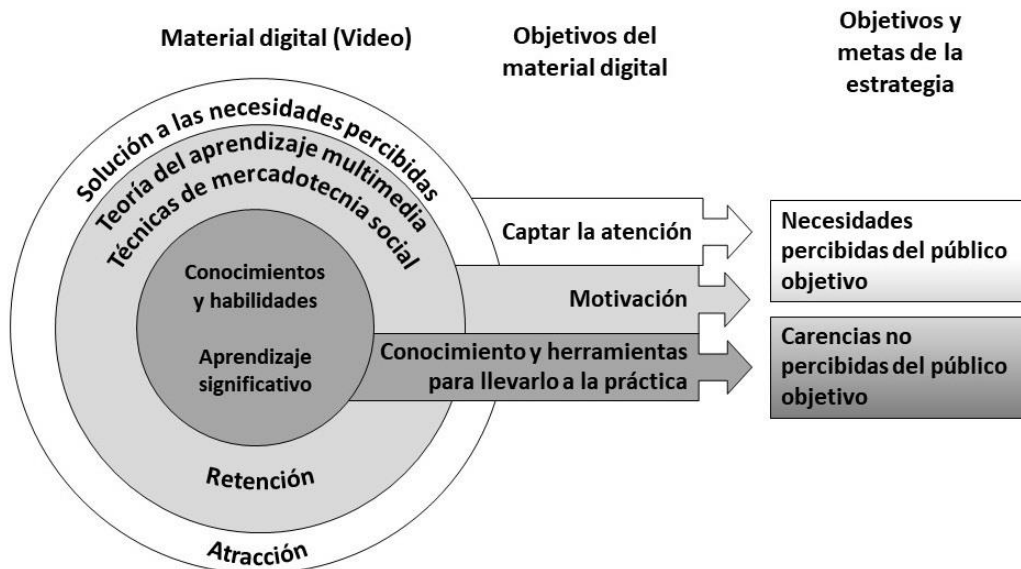 Material digital (Video)
Objetivos del
material digital
Objetivos y
metas de la
estrategia
Solución a las necesidades percibidas
Teoría del aprendizaje multimedia
Técnicas de mercadotecnia social
Conocimientos
y habilidades
Aprendizaje
significativo
Retención
Atracción
Captar la atención
Motivación
Conocimiento y herramientas
para llevarlo a la práctica
Necesidades
percibidas del público
objetivo
Carencias no
percibidas del público
objetivo